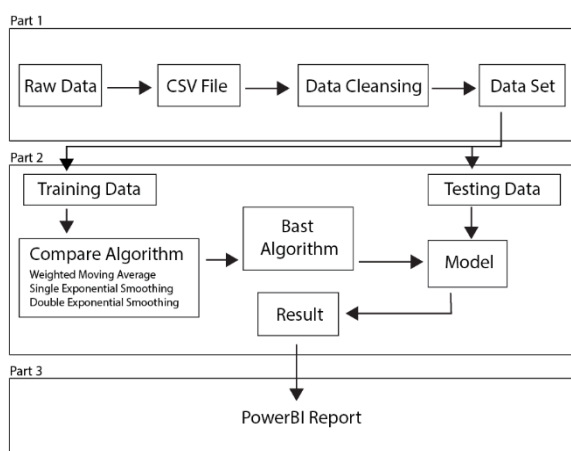 Part 1
Raw Data
CSV File
Data Cleansing
Data Set
Part 2
Training Data
Testing Data
Compare Algorithm
Weighted Moving Average
Single Exponential Smoothing
Double Exponential Smoothing
Bast
Algorithm
Model
Result
Part 3
PowerBI Report